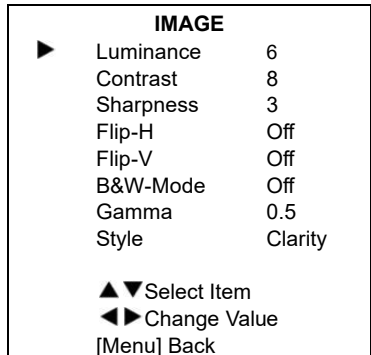 IMAGE
▶ Luminance 6
Contrast 8
Sharpness 3
Flip-H Off
Flip-V Off
B&W-Mode Off
Gamma 0.5
Style Clarity
▲▼Select Item
◀▶Change Value
[Menu] Back